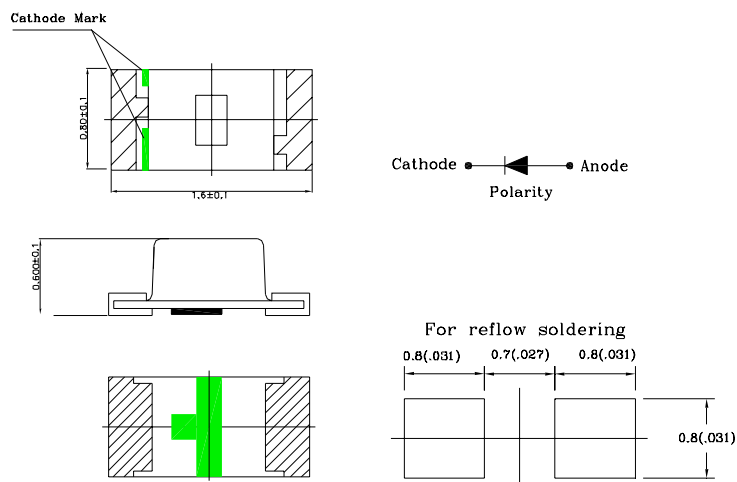 Cathode Mark
0.80±0.1
1.6±0.1
Cathode
Anode
Polarity
0.600±0.1
For reflow soldering
0.8(.031)
0.7(.027)
0.8(.031)
0.8(.031)